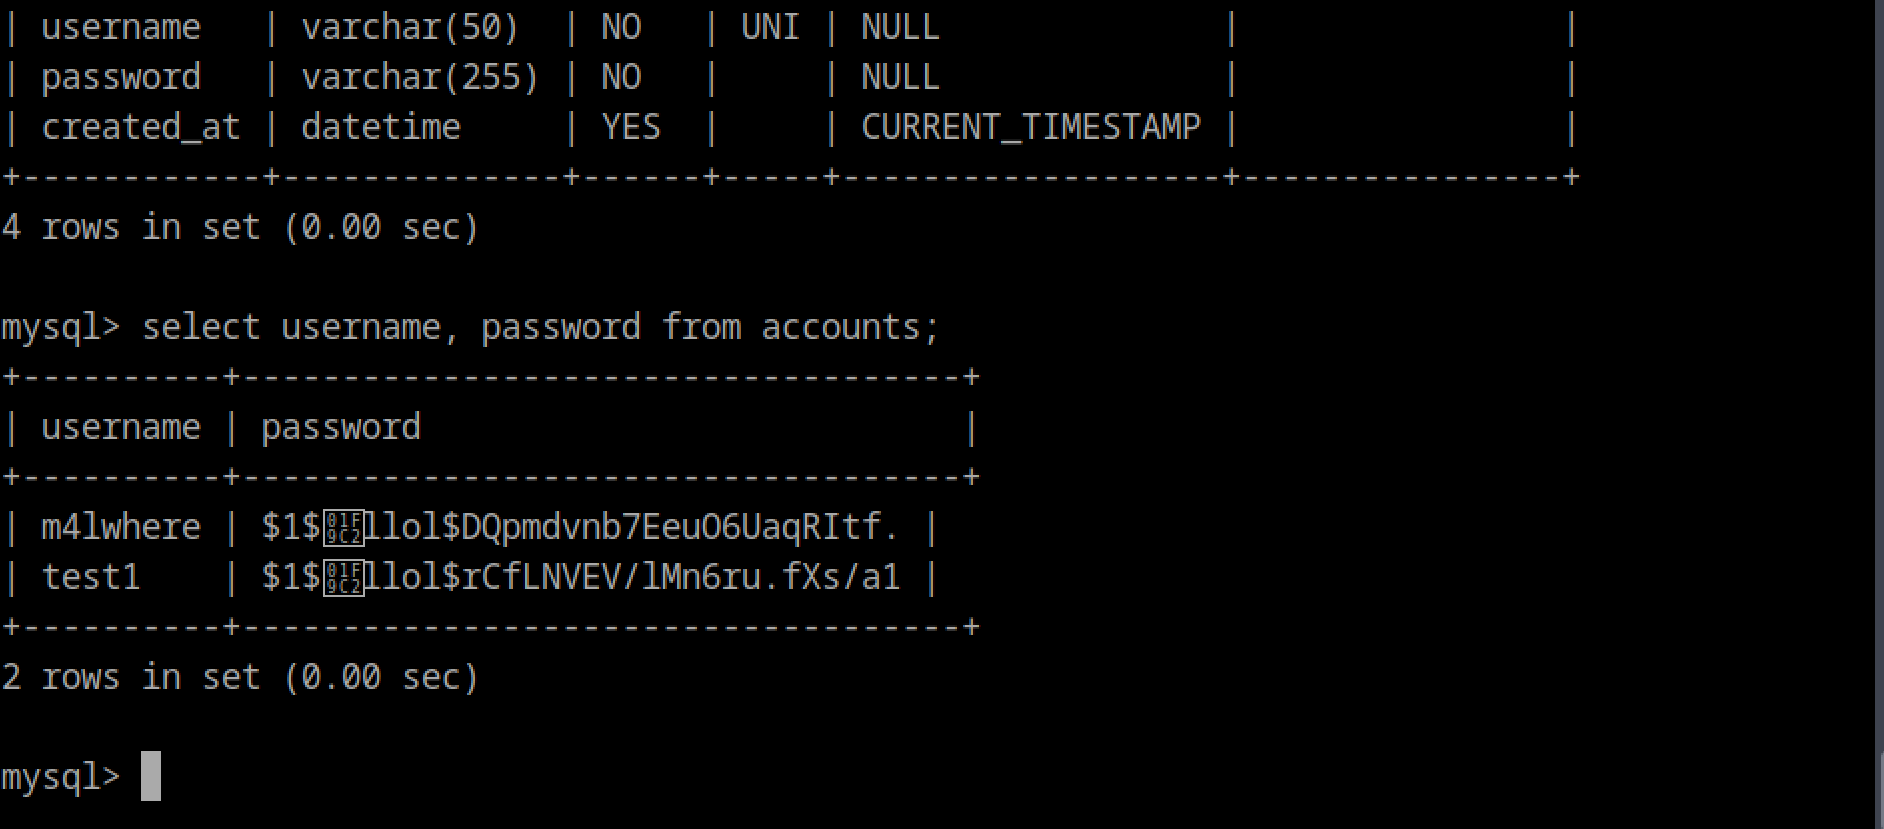 | username   | varchar(50)  | NO   | UNI | NULL              |                |
| password   | varchar(255) | NO   |     | NULL              |                |
| created_at | datetime     | YES  |     | CURRENT_TIMESTAMP |                |
+------------+--------------+------+-----+-------------------+----------------+
4 rows in set (0.00 sec)
mysql> select username, password from accounts;
+----------+------------------------------------+
| username | password                           |
+----------+------------------------------------+
| m4lwhere | $1$🧂llol$DQpmdvnb7EeuO6UaqRItf. |
| test1    | $1$🧂llol$rCfLNVEV/lMn6ru.fXs/a1 |
+----------+------------------------------------+
2 rows in set (0.00 sec)
mysql>